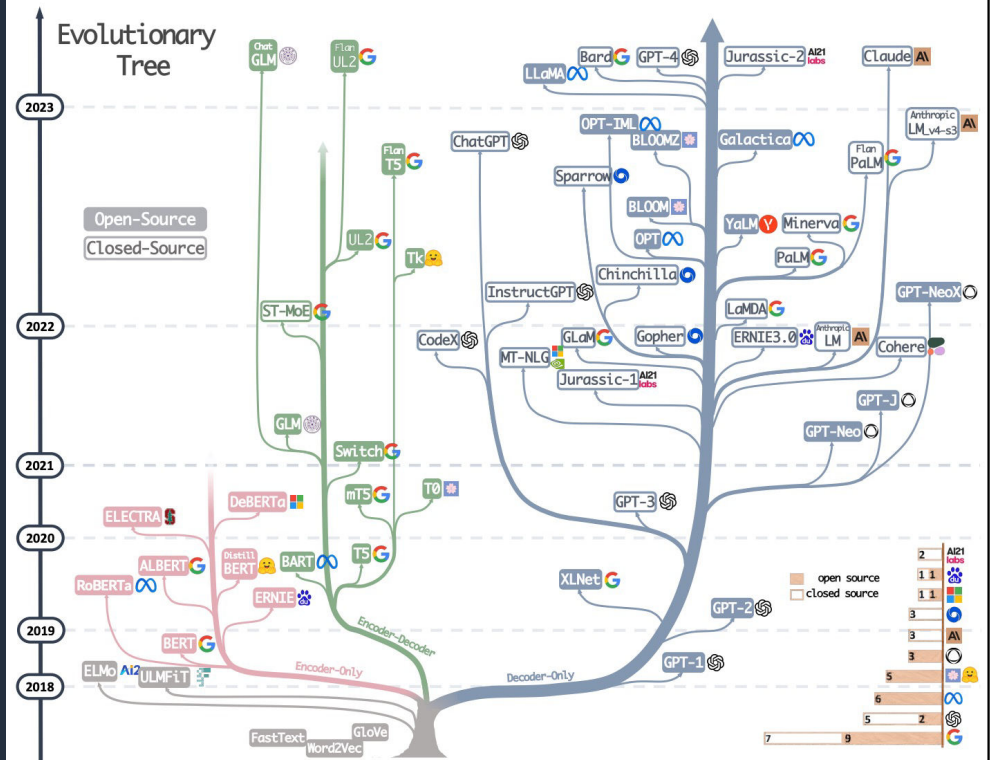 Evolutionary
Tree
2023
2022
2021
2020
2019
2018
Open-Source
Closed-Source
Chat
GLM
Flan
UL2
Flan
T5
UL2
Tk
ST-MoE
GLM
Switch
mT5
T0
T5
BART
DeBERTa
ELECTRA
Distill
BERT
ALBERT
RoBERTa
ERNIE
BERT
ELMo
Ai2
ULMFiT
FastText
Word2Vec
GloVe
Encoder-Only
Encoder-Decoder
Decoder-Only
Bard
GPT-4
LLaMA
Jurassic-2
AI21
labs
Claude
A\
Anthropic
LM_v4-s3
A\
OPT-IML
BLOOMZ
ChatGPT
Galactica
Flan
PaLM
Sparrow
BLOOM
YaLM
Y
Minerva
OPT
PaLM
Chinchilla
InstructGPT
GPT-NeoX
LaMDA
CodeX
GLaM
Gopher
ERNIE3.0
Anthropic
LM
A\
Cohere
MT-NLG
Jurassic-1
AI21
labs
GPT-J
GPT-Neo
GPT-3
XLNet
GPT-2
GPT-1
open source
closed source
2
AI21
labs
1 1
1 1
3
3
A\
3
5
6
5 2
7 9